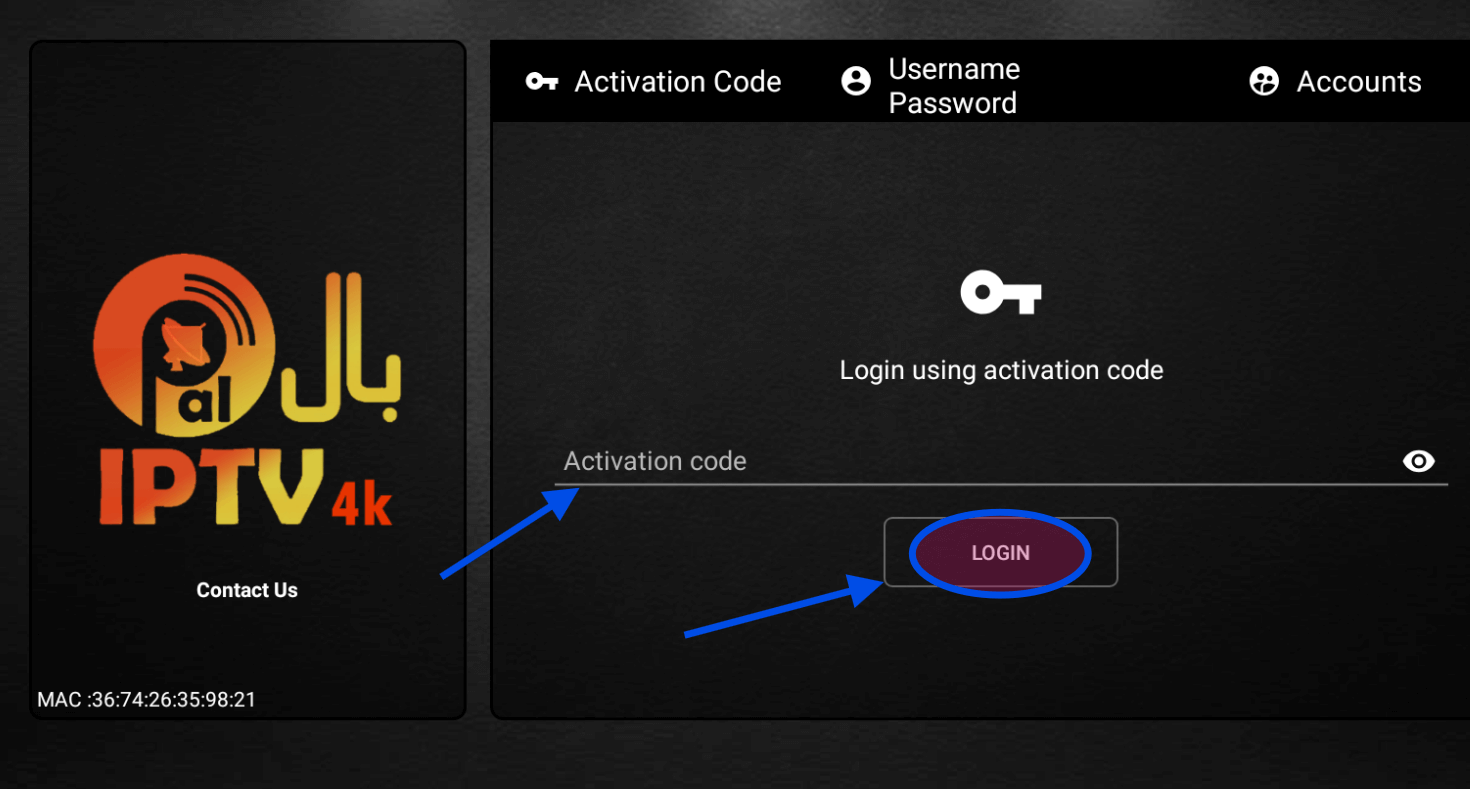 Activation Code
Username
Password
Accounts
بال
Pal
IPTV 4k
Contact Us
MAC :36:74:26:35:98:21
Login using activation code
Activation code
LOGIN